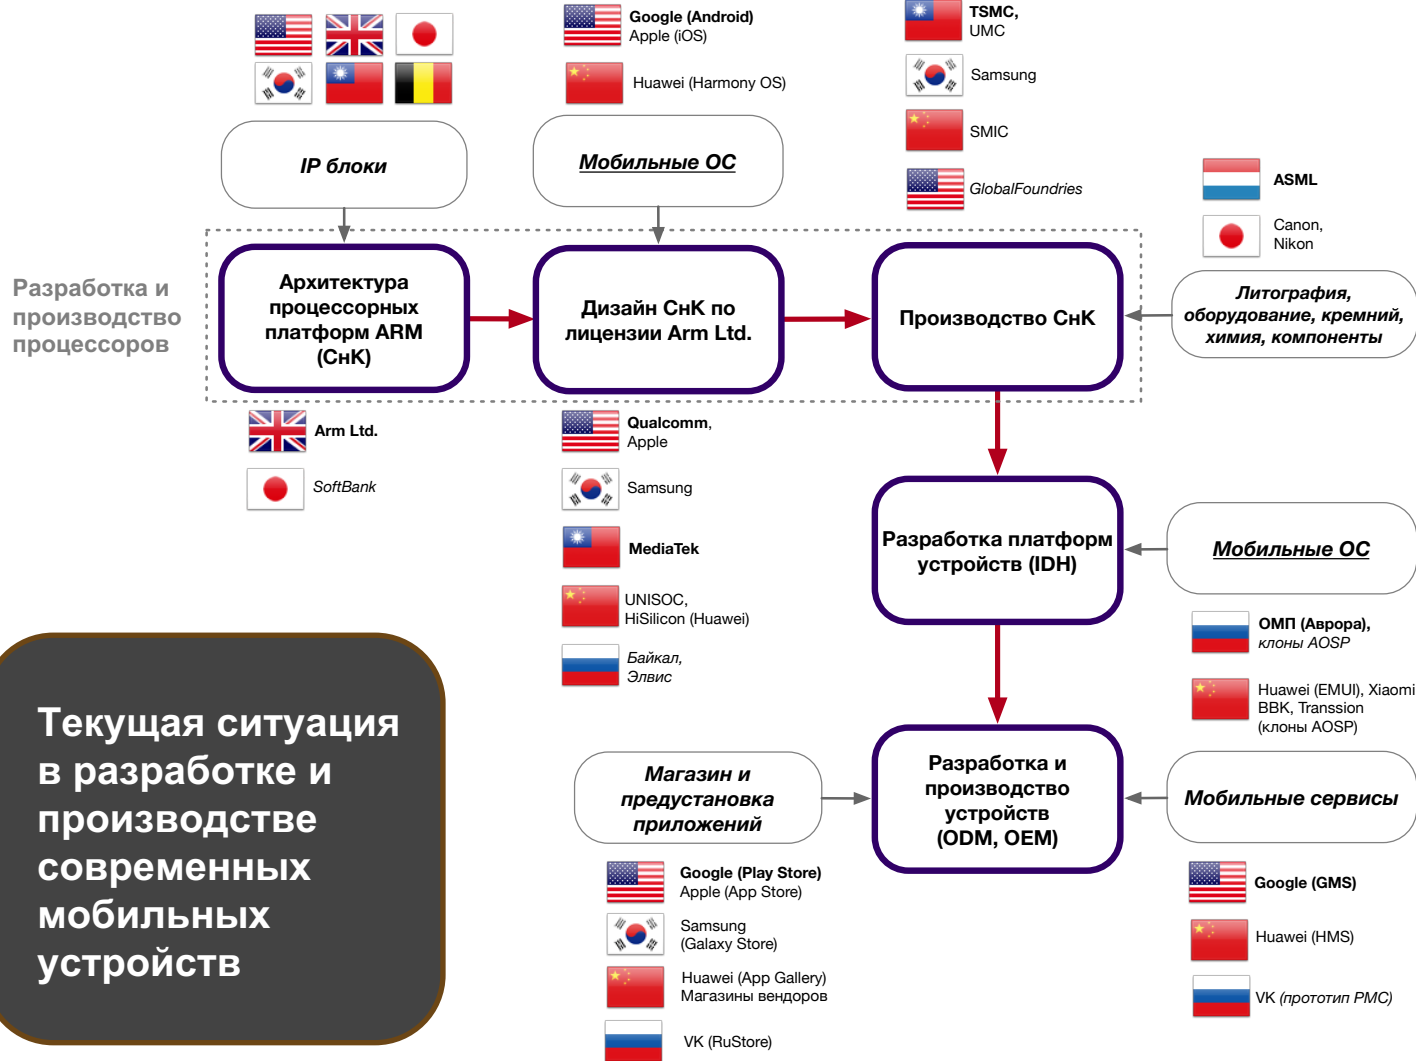 Google (Android)
Apple (iOS)
Huawei (Harmony OS)
TSMC,
UMC
Samsung
SMIC
GlobalFoundries
ASML
Canon,
Nikon
IP блоки
Мобильные ОС
Литография,
оборудование, кремний,
химия, компоненты
Разработка и
производство
процессоров
Архитектура
процессорных
платформ ARM
(СнК)
Дизайн СнК по
лицензии Arm Ltd.
Производство СнК
Arm Ltd.
SoftBank
Qualcomm,
Apple
Samsung
MediaTek
UNISOC,
HiSilicon (Huawei)
Байкал,
Элвис
Разработка платформ
устройств (IDH)
Мобильные ОС
ОМП (Аврора),
клоны AOSP
Huawei (EMUI), Xiaomi
BBK, Transsion
(клоны AOSP)
Текущая ситуация
в разработке и
производстве
современных
мобильных
устройств
Магазин и
предустановка
приложений
Разработка и
производство
устройств
(ODM, OEM)
Мобильные сервисы
Google (Play Store)
Apple (App Store)
Samsung
(Galaxy Store)
Huawei (App Gallery)
Магазины вендоров
VK (RuStore)
Google (GMS)
Huawei (HMS)
VK (прототип РМС)